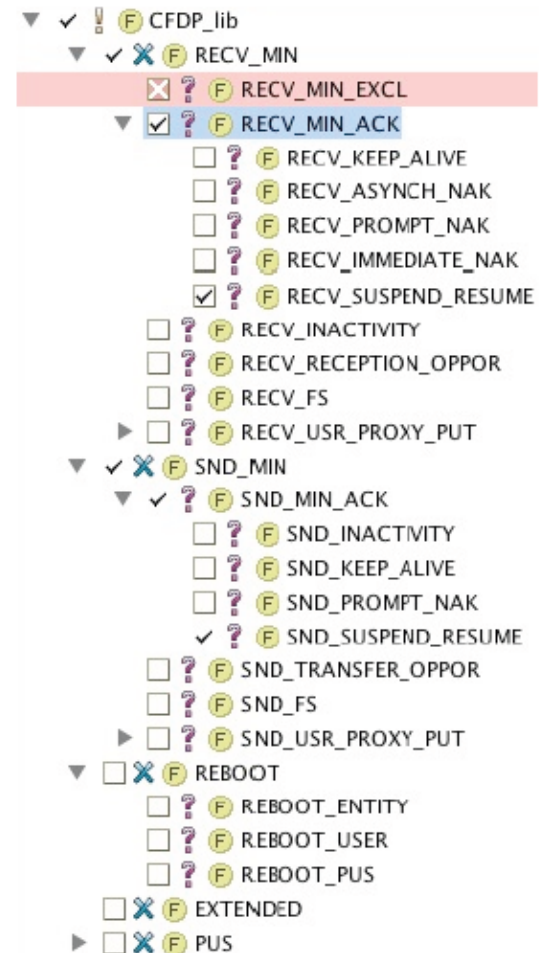 F CFDP_lib
F RECV_MIN
F RECV_MIN_EXCL
F RECV_MIN_ACK
F RECV_KEEP_ALIVE
F RECV_ASYNCH_NAK
F RECV_PROMPT_NAK
F RECV_IMMEDIATE_NAK
F RECV_SUSPEND_RESUME
F RECV_INACTIVITY
F RECV_RECEPTION_OPPOR
F RECV_FS
F RECV_USR_PROXY_PUT
F SND_MIN
F SND_MIN_ACK
F SND_INACTIVITY
F SND_KEEP_ALIVE
F SND_PROMPT_NAK
F SND_SUSPEND_RESUME
F SND_TRANSFER_OPPOR
F SND_FS
F SND_USR_PROXY_PUT
F REBOOT
F REBOOT_ENTITY
F REBOOT_USER
F REBOOT_PUS
F EXTENDED
F PUS